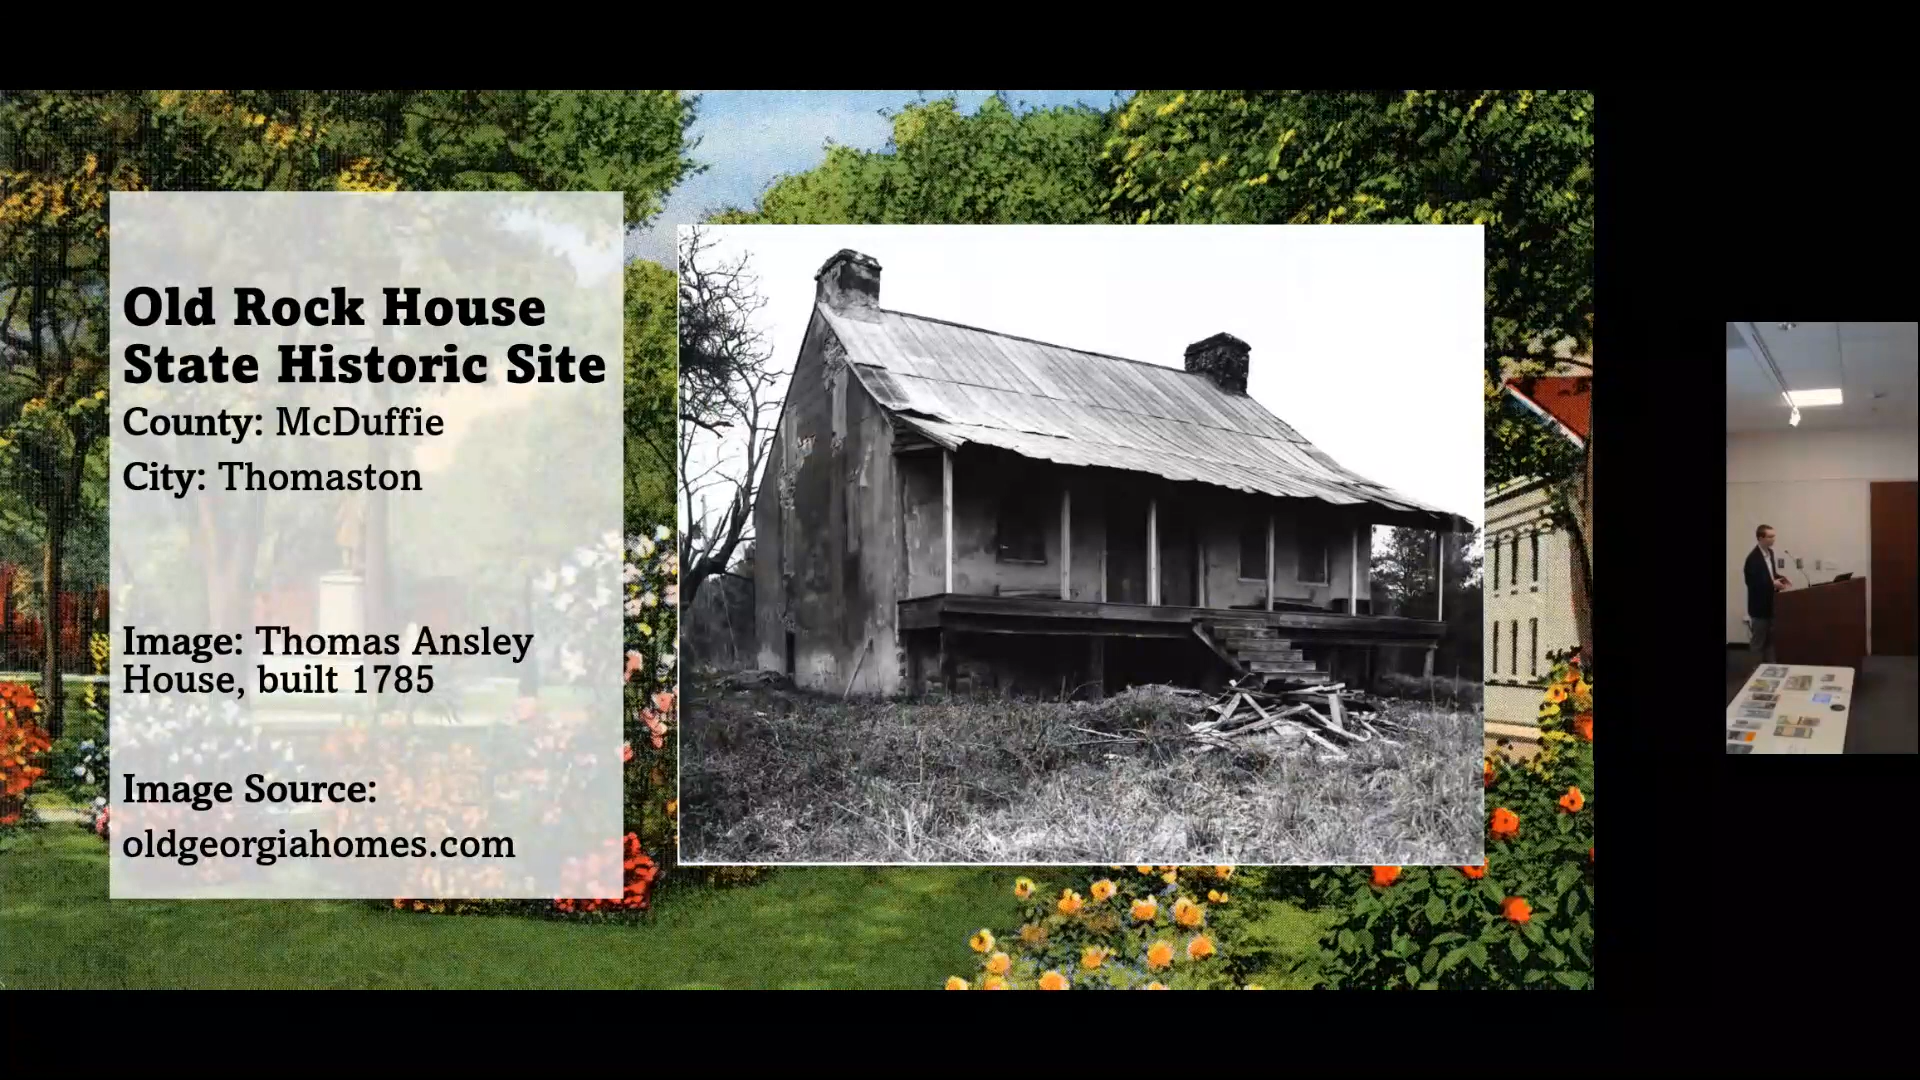 Old Rock House
State Historic Site
County: McDuffie
City: Thomaston
Image: Thomas Ansley
House, built 1785
Image Source:
oldgeorgiahomes.com